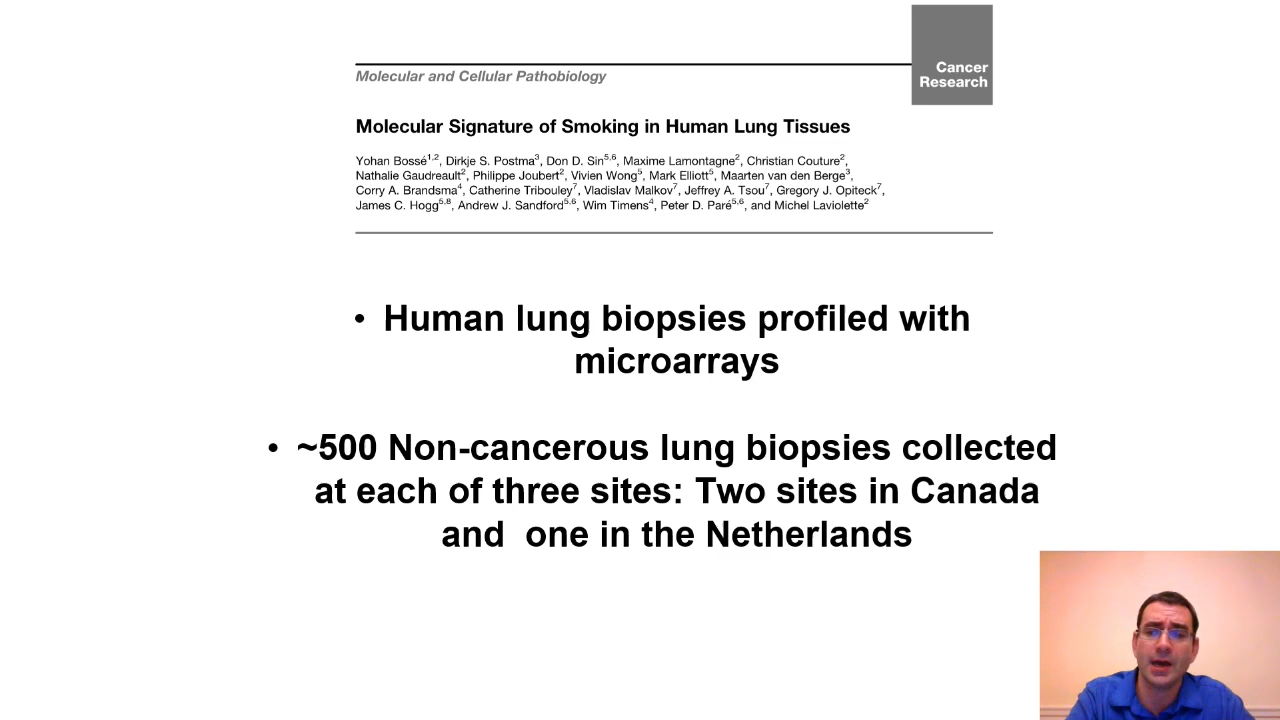 Cancer
Research
Molecular and Cellular Pathobiology
Molecular Signature of Smoking in Human Lung Tissues
Yohan Bossé1,2, Dirkje S. Postma3, Don D. Sin5,6, Maxime Lamontagne2, Christian Couture2,
Nathalie Gaudreault2, Philippe Joubert2, Vivien Wong5, Mark Elliott5, Maarten van den Berge3,
Corry A. Brandsma4, Catherine Tribouley7, Vladislav Malkov7, Jeffrey A. Tsou7, Gregory J. Opiteck7,
James C. Hogg5,8, Andrew J. Sandford5,6, Wim Timens4, Peter D. Paré5,6, and Michel Laviolette2
• Human lung biopsies profiled with
microarrays
• ~500 Non-cancerous lung biopsies collected
at each of three sites: Two sites in Canada
and one in the Netherlands